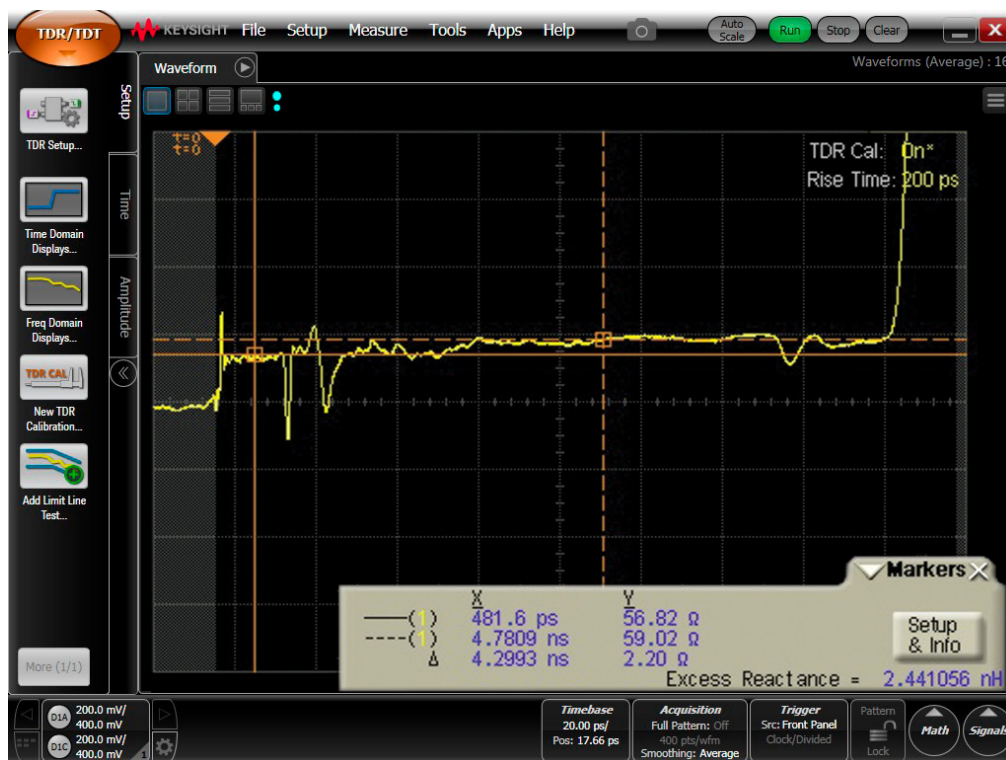 TDR/TDT
KEYSIGHT File Setup Measure Tools Apps Help
Auto Scale
Run
Stop
Clear
Waveform
Waveforms (Average) : 16
Setup
Time
Amplitude
TDR Setup...
Time Domain
Displays...
Freq Domain
Displays...
TDR CAL
New TDR
Calibration...
Add Limit Line
Test...
More (1/1)
t=0
t=0
TDR Cal: On*
Rise Time: 200 ps
Markers
X Y
(1) 481.6 ps 56.82 Ω
(1) 4.7809 ns 59.02 Ω
Δ 4.2993 ns 2.20 Ω
Setup
& Info
Excess Reactance = 2.441056 nH
D1A 200.0 mV/
400.0 mV
D1C 200.0 mV/
400.0 mV
1
Timebase
20.00 ps/
Pos: 17.66 ps
Acquisition
Full Pattern: Off
400 pts/wfm
Smoothing: Average
Trigger
Src: Front Panel
Clock/Divided
Pattern
Lock
Math
Signals